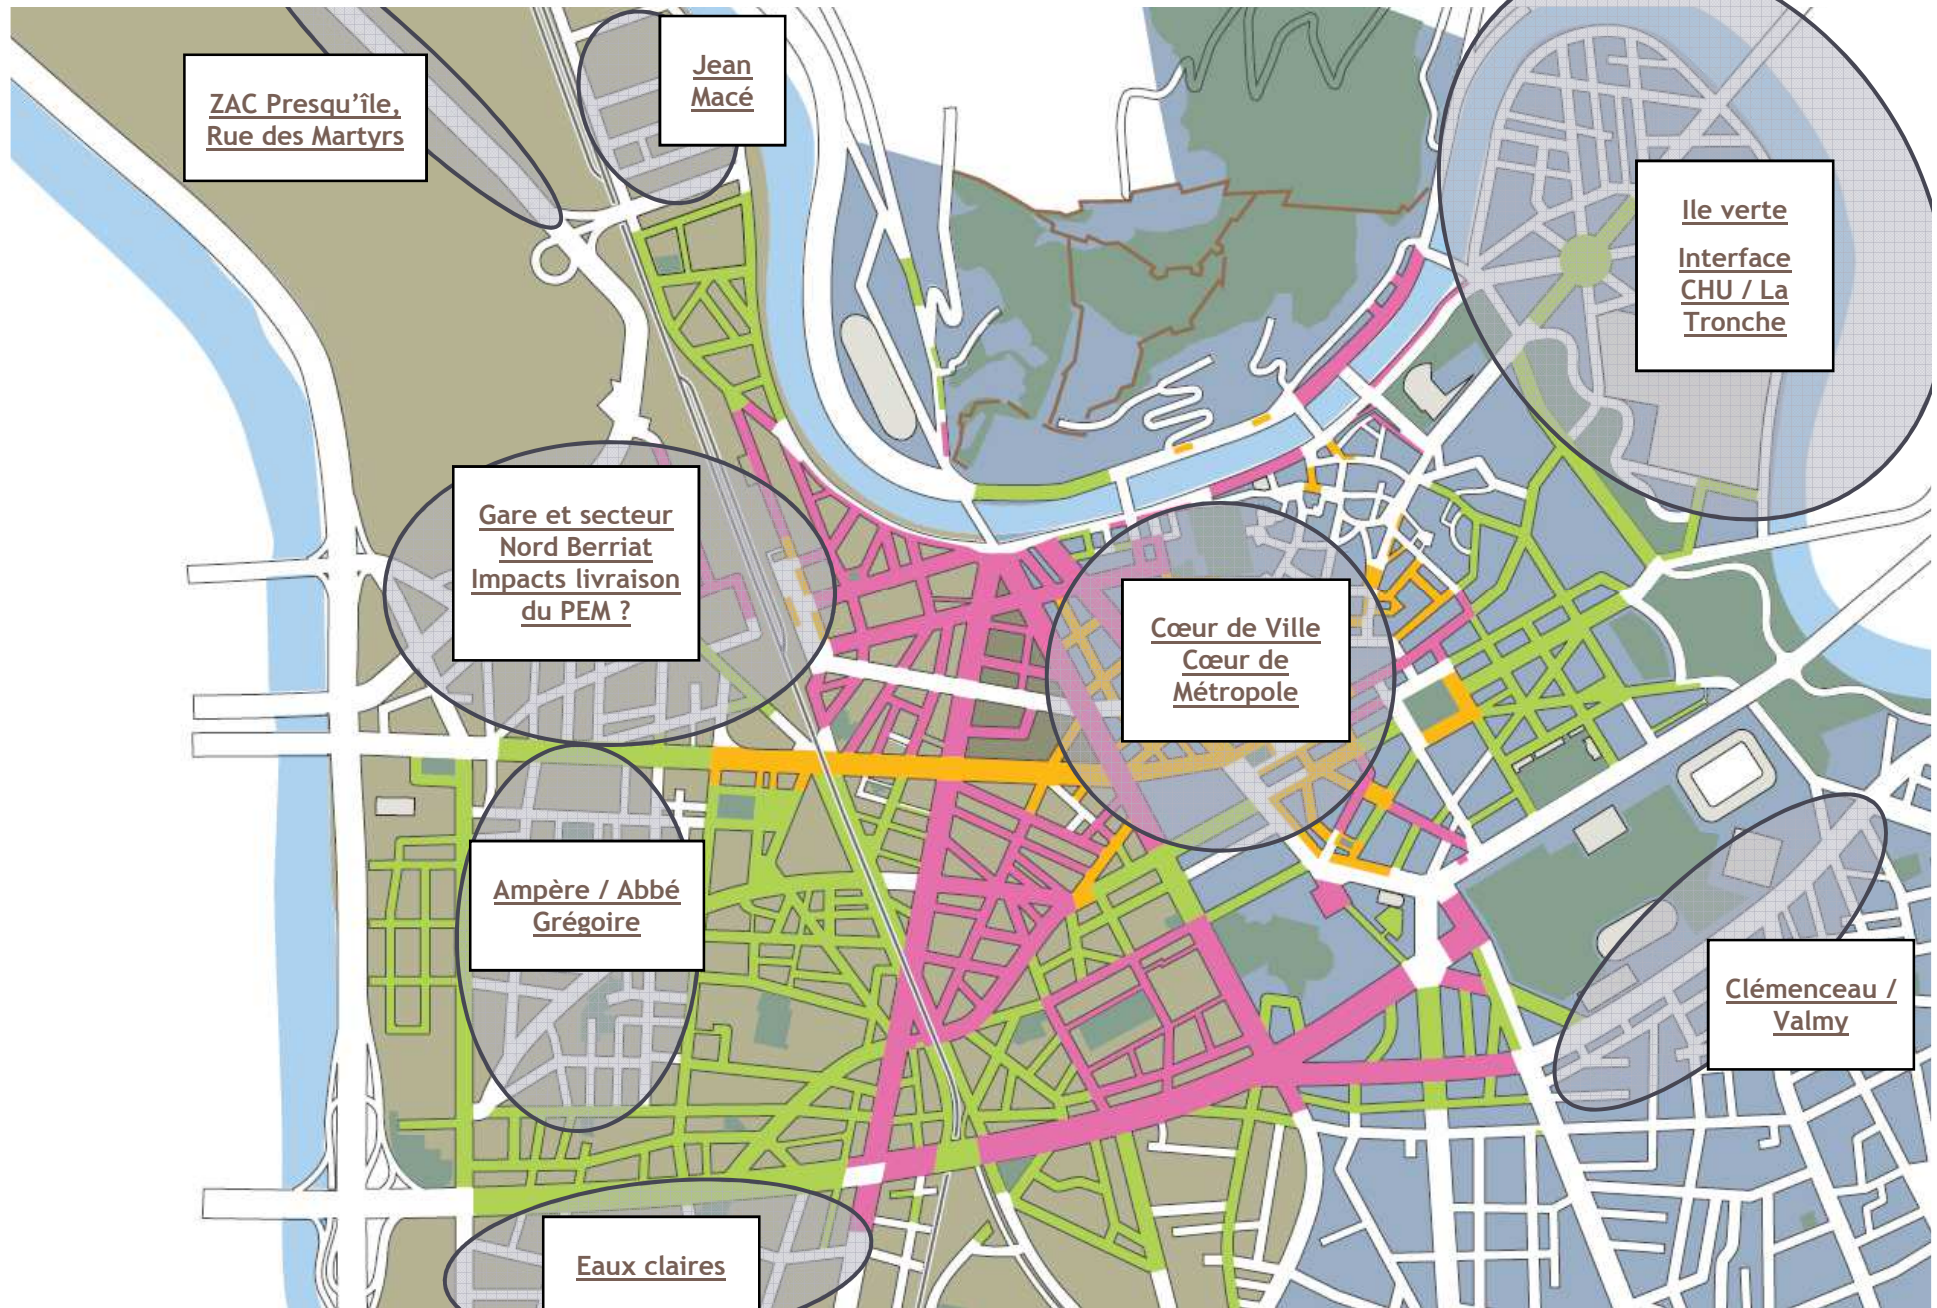 Jean
Macé
ZAC Presqu’île,
Rue des Martyrs
Ile verte
Interface
CHU / La
Tronche
Gare et secteur
Nord Berriat
Impacts livraison
du PEM ?
Cœur de Ville
Cœur de
Métropole
Ampère / Abbé
Grégoire
Clémenceau /
Valmy
Eaux claires